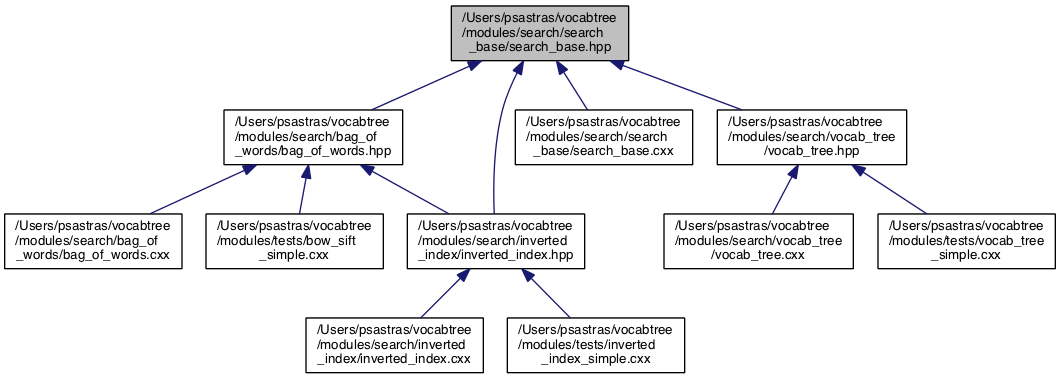 /Users/psastras/vocabtree
/modules/search/search
_base/search_base.hpp
/Users/psastras/vocabtree
/modules/search/bag_of
_words/bag_of_words.hpp
/Users/psastras/vocabtree
/modules/search/search
_base/search_base.cxx
/Users/psastras/vocabtree
/modules/search/vocab_tree
/vocab_tree.hpp
/Users/psastras/vocabtree
/modules/search/bag_of
_words/bag_of_words.cxx
/Users/psastras/vocabtree
/modules/tests/bow_sift
_simple.cxx
/Users/psastras/vocabtree
/modules/search/inverted
_index/inverted_index.hpp
/Users/psastras/vocabtree
/modules/search/vocab_tree
/vocab_tree.cxx
/Users/psastras/vocabtree
/modules/tests/vocab_tree
_simple.cxx
/Users/psastras/vocabtree
/modules/search/inverted
_index/inverted_index.cxx
/Users/psastras/vocabtree
/modules/tests/inverted
_index_simple.cxx